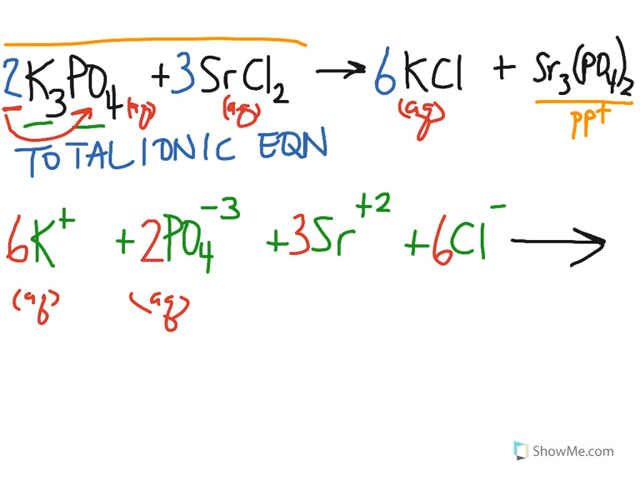 2K₃PO₄(aq) + 3SrCl₂(aq) → 6KCl(aq) + Sr₃(PO₄)₂
ppt
TOTAL IONIC EQN
6K⁺(aq) + 2PO₄⁻³(aq) + 3Sr⁺² + 6Cl⁻ →
ShowMe.com